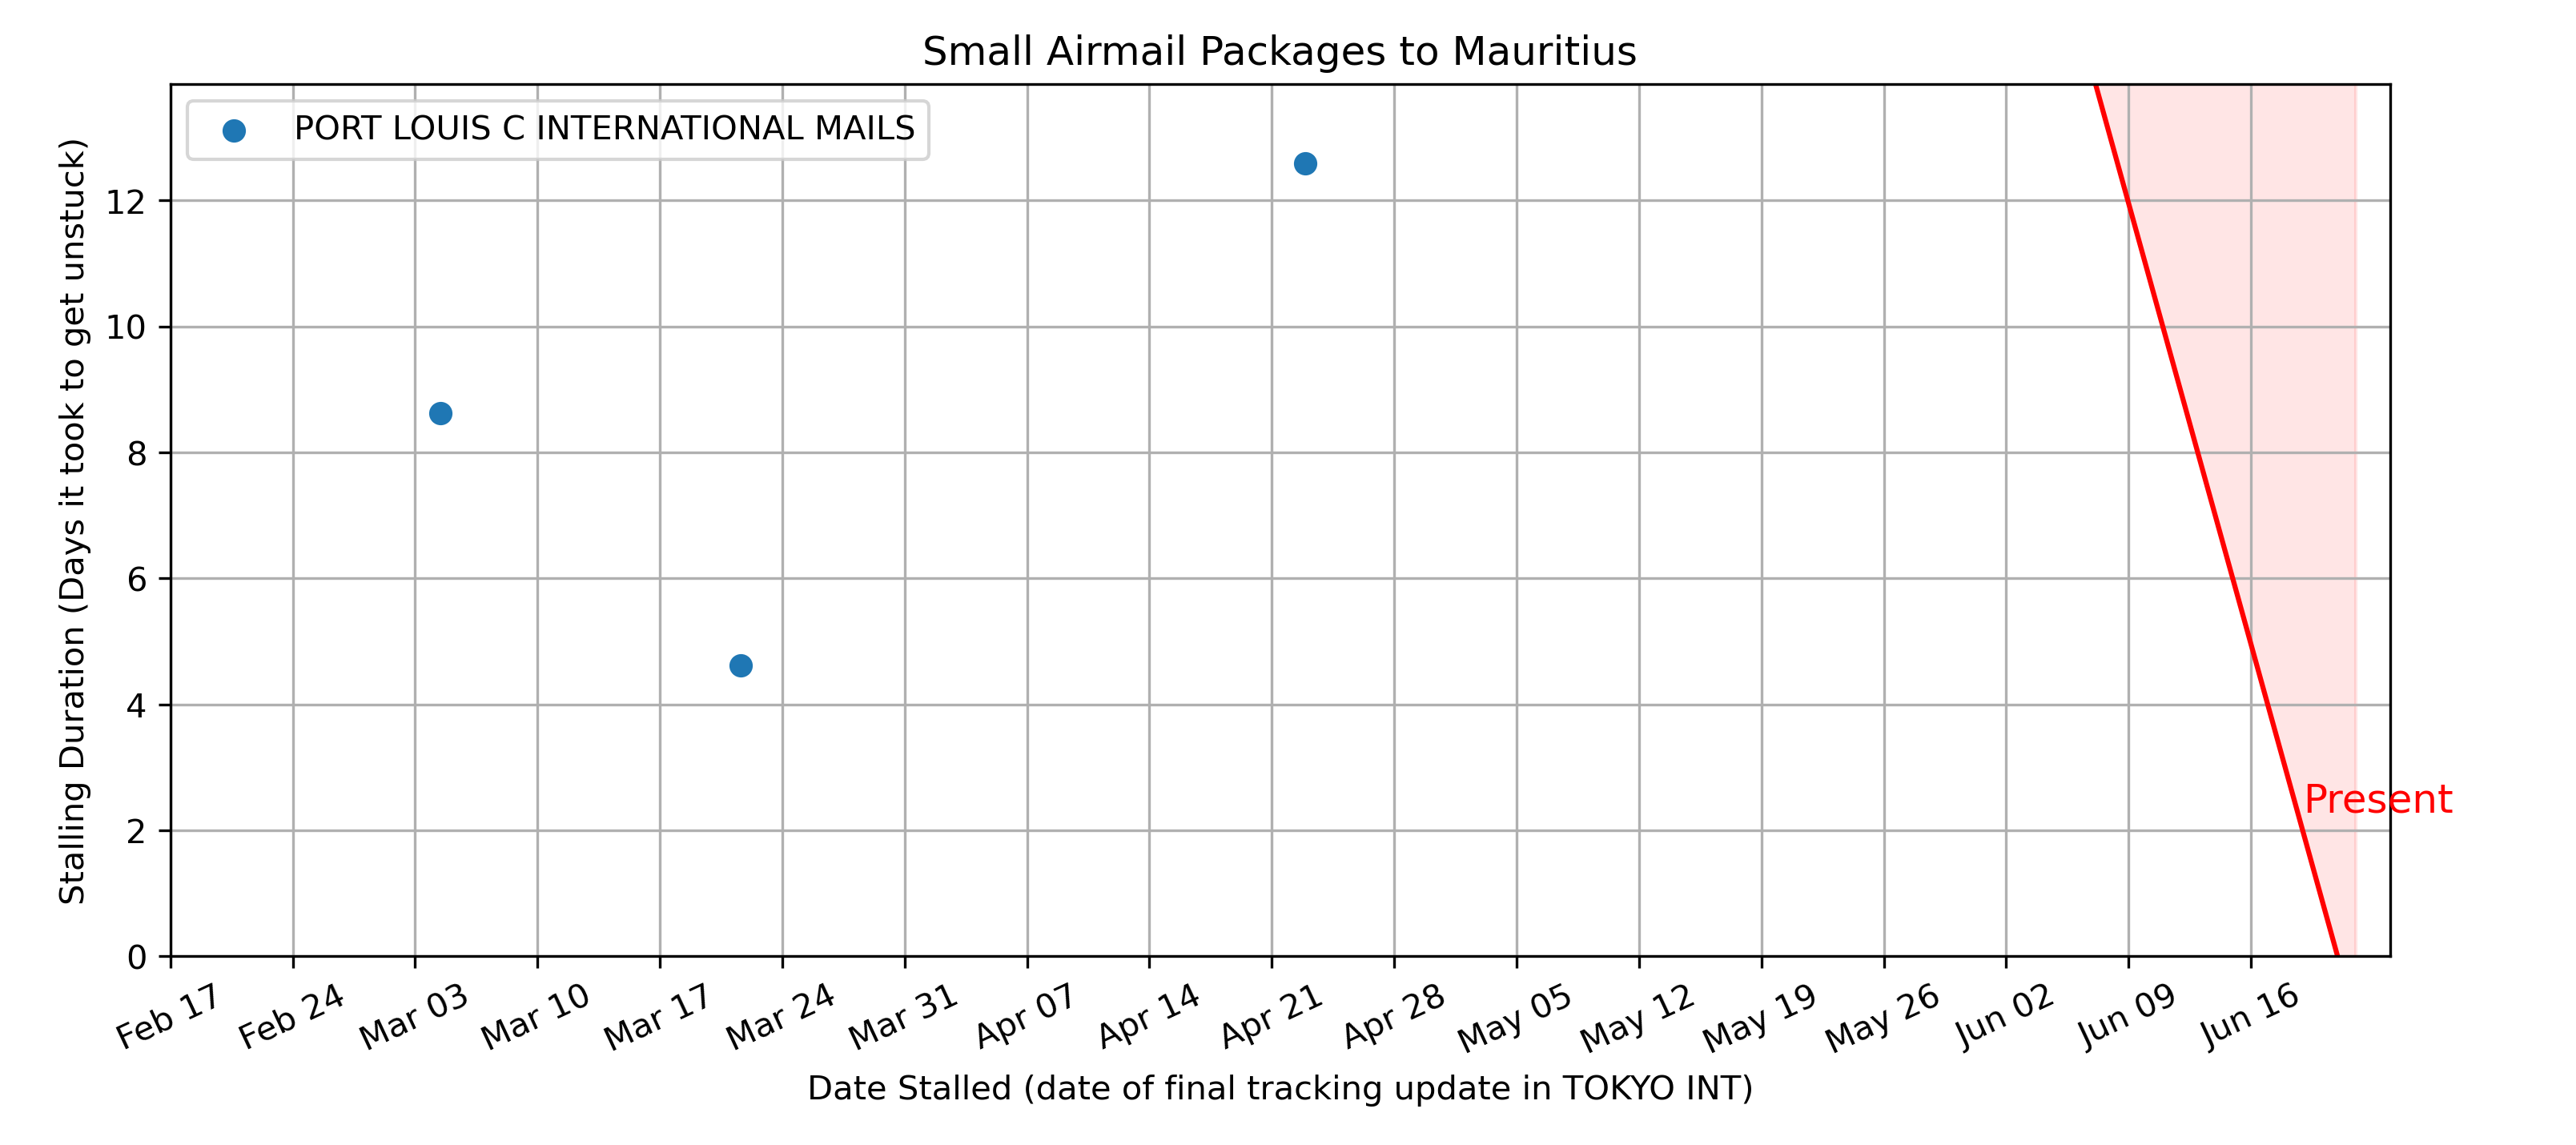 Small Airmail Packages to Mauritius
PORT LOUIS C INTERNATIONAL MAILS
Stalling Duration (Days it took to get unstuck)
12
10
8
6
4
2
0
Present
Feb 17
Feb 24
Mar 03
Mar 10
Mar 17
Mar 24
Mar 31
Apr 07
Apr 14
Apr 21
Apr 28
May 05
May 12
May 19
May 26
Jun 02
Jun 09
Jun 16
Date Stalled (date of final tracking update in TOKYO INT)